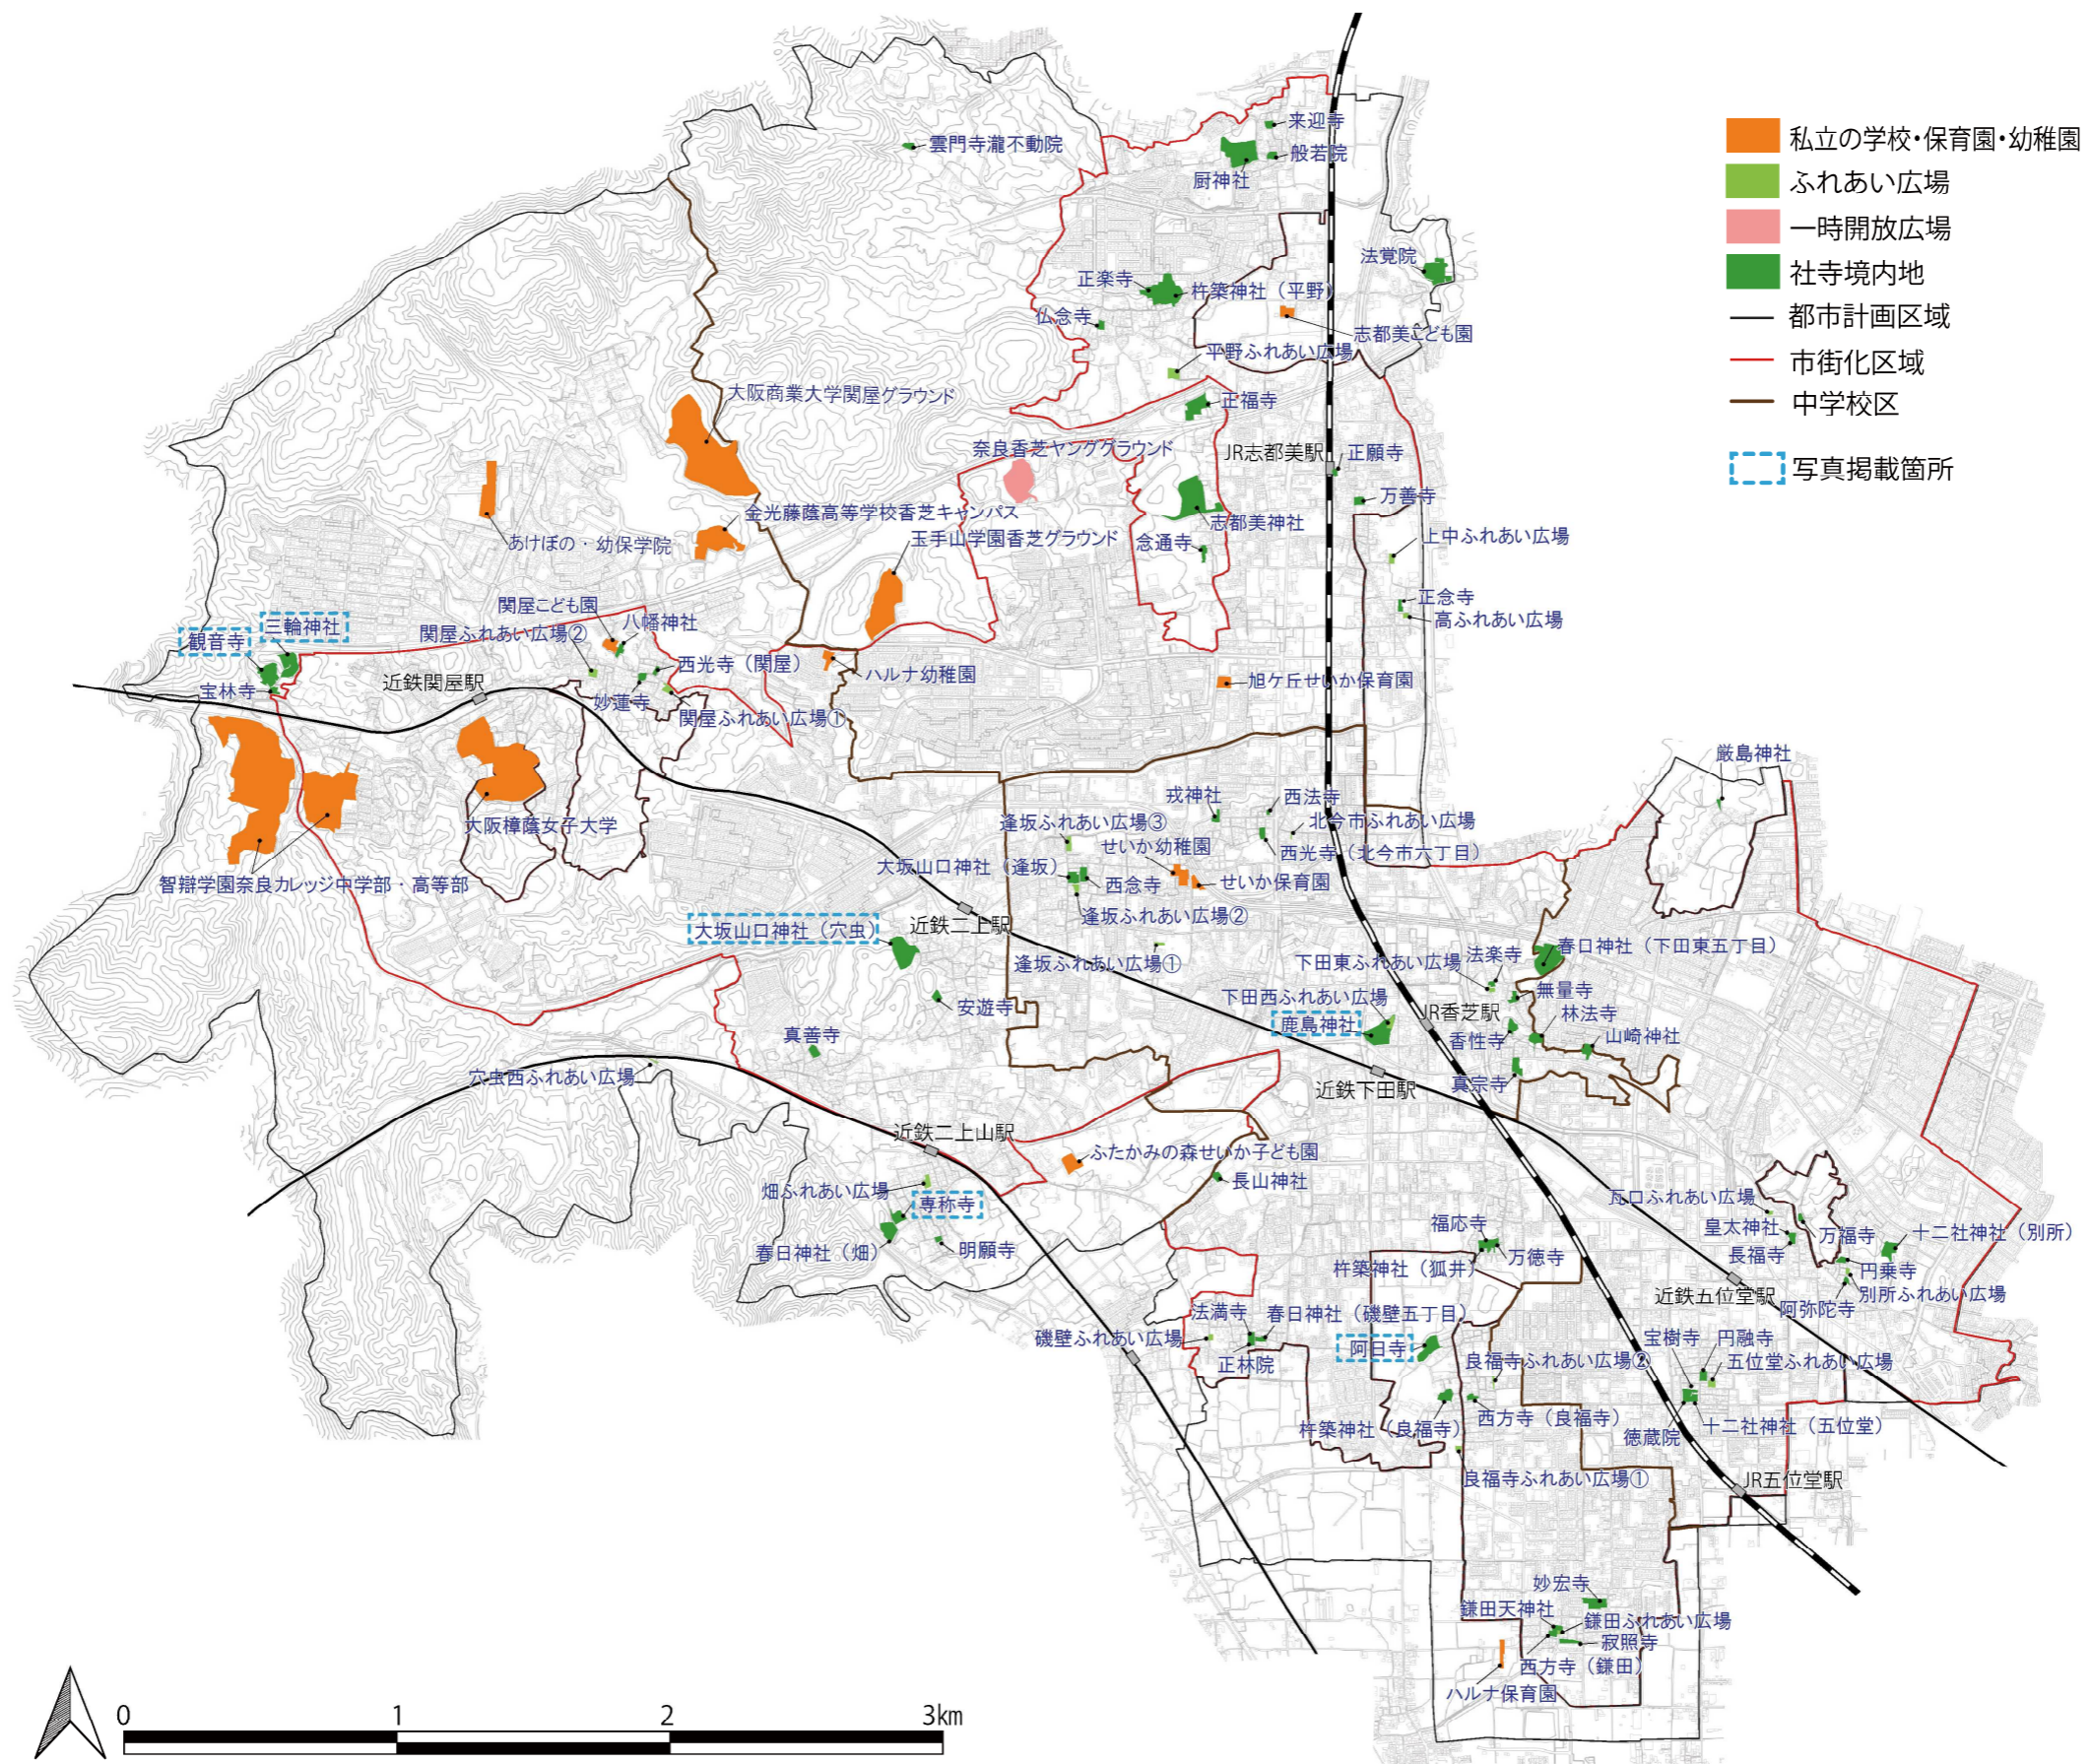 私立の学校・保育園・幼稚園
ふれあい広場
一時開放広場
社寺境内地
都市計画区域
市街化区域
中学校区
写真掲載箇所
来迎寺
雲門寺瀧不動院
般若院
厨神社
法覚院
正楽寺
杵築神社（平野）
仏念寺
志都美こども園
平野ふれあい広場
大阪商業大学関屋グラウンド
正福寺
奈良香芝ヤンググラウンド
JR志都美駅
正願寺
万善寺
金光藤蔭高等学校香芝キャンパス
志都美神社
あけぼの・幼保学院
玉手山学園香芝グラウンド
念通寺
上中ふれあい広場
関屋こども園
正念寺
高ふれあい広場
三輪神社
八幡神社
関屋ふれあい広場②
観音寺
西光寺（関屋）
ハルナ幼稚園
旭ケ丘せいか保育園
宝林寺
近鉄関屋駅
妙蓮寺
関屋ふれあい広場①
厳島神社
戎神社
西法寺
大阪樟蔭女子大学
逢坂ふれあい広場③
北今市ふれあい広場
せいか幼稚園
西光寺（北今市六丁目）
大坂山口神社（逢坂）
智辯学園奈良カレッジ中学部・高等部
西念寺
せいか保育園
逢坂ふれあい広場②
大坂山口神社（穴虫）
近鉄二上駅
春日神社（下田東五丁目）
逢坂ふれあい広場①
下田東ふれあい広場
法楽寺
無量寺
下田西ふれあい広場
安遊寺
鹿島神社
JR香芝駅
林法寺
真善寺
香性寺
山崎神社
穴虫西ふれあい広場
真宗寺
近鉄下田駅
近鉄二上山駅
ふたかみの森せいか子ども園
長山神社
畑ふれあい広場
専称寺
瓦口ふれあい広場
福応寺
皇太神社
万福寺
十二社神社（別所）
春日神社（畑）
明願寺
万徳寺
長福寺
杵築神社（狐井）
円乗寺
近鉄五位堂駅
別所ふれあい広場
阿弥陀寺
法満寺
春日神社（磯壁五丁目）
磯壁ふれあい広場
宝樹寺
円融寺
阿日寺
正林院
良福寺ふれあい広場②
五位堂ふれあい広場
西方寺（良福寺）
杵築神社（良福寺）
十二社神社（五位堂）
徳蔵院
良福寺ふれあい広場①
JR五位堂駅
妙宏寺
鎌田天神社
鎌田ふれあい広場
寂照寺
西方寺（鎌田）
ハルナ保育園
0 1 2 3km